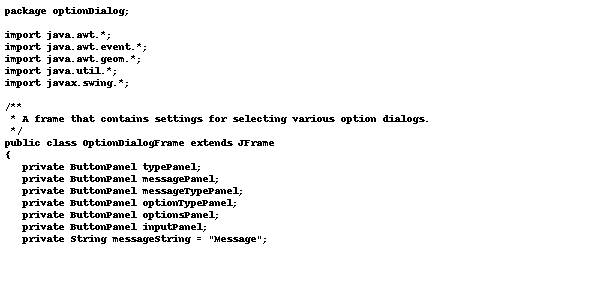 package optionDialog;

import java.awt.*;
import java.awt.event.*;
import java.awt.geom.*;
import java.util.*;
import javax.swing.*;

/**
 * A frame that contains settings for selecting various option dialogs.
 */
public class OptionDialogFrame extends JFrame
{
   private ButtonPanel typePanel;
   private ButtonPanel messagePanel;
   private ButtonPanel messageTypePanel;
   private ButtonPanel optionTypePanel;
   private ButtonPanel optionsPanel;
   private ButtonPanel inputPanel;
   private String messageString = "Message";